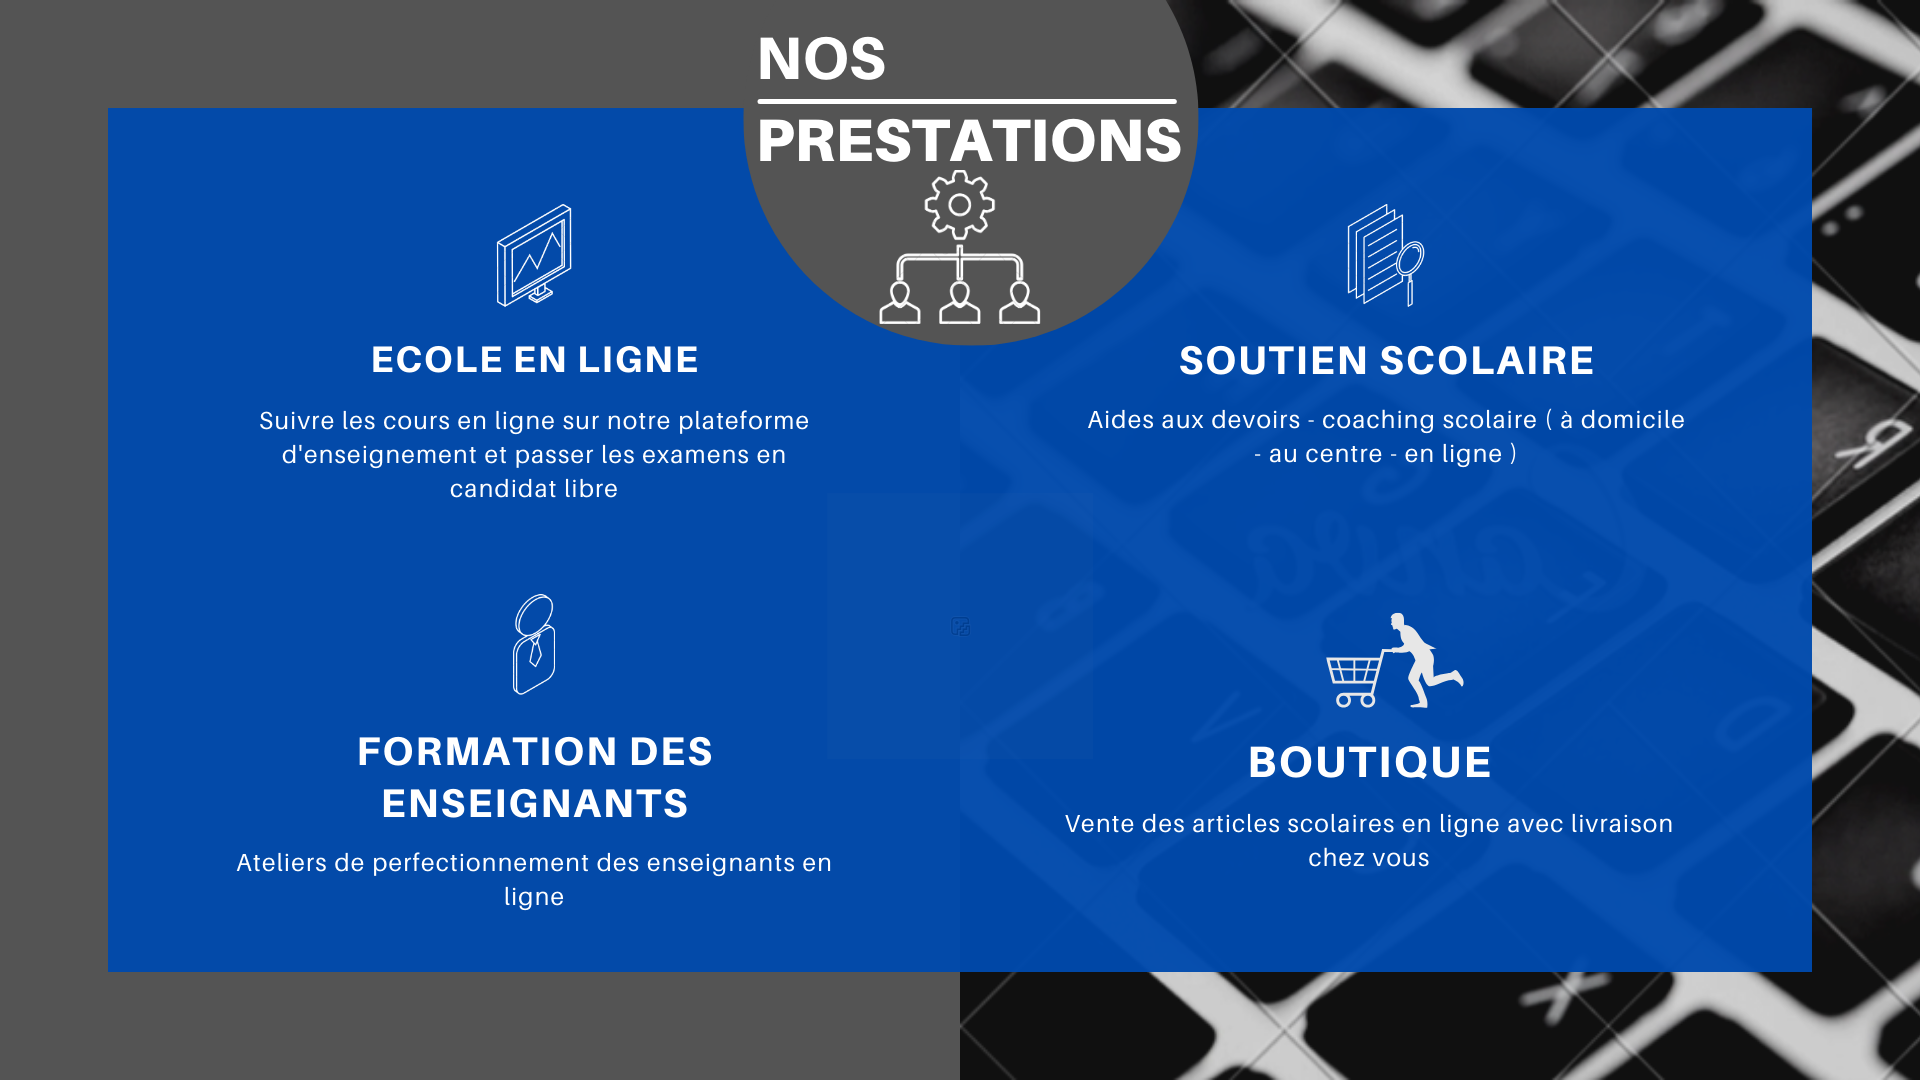 NOS
PRESTATIONS
ECOLE EN LIGNE
Suivre les cours en ligne sur notre plateforme
d'enseignement et passer les examens en
candidat libre
SOUTIEN SCOLAIRE
Aides aux devoirs - coaching scolaire ( à domicile
- au centre - en ligne )
FORMATION DES
ENSEIGNANTS
Ateliers de perfectionnement des enseignants en
ligne
BOUTIQUE
Vente des articles scolaires en ligne avec livraison
chez vous
Canva